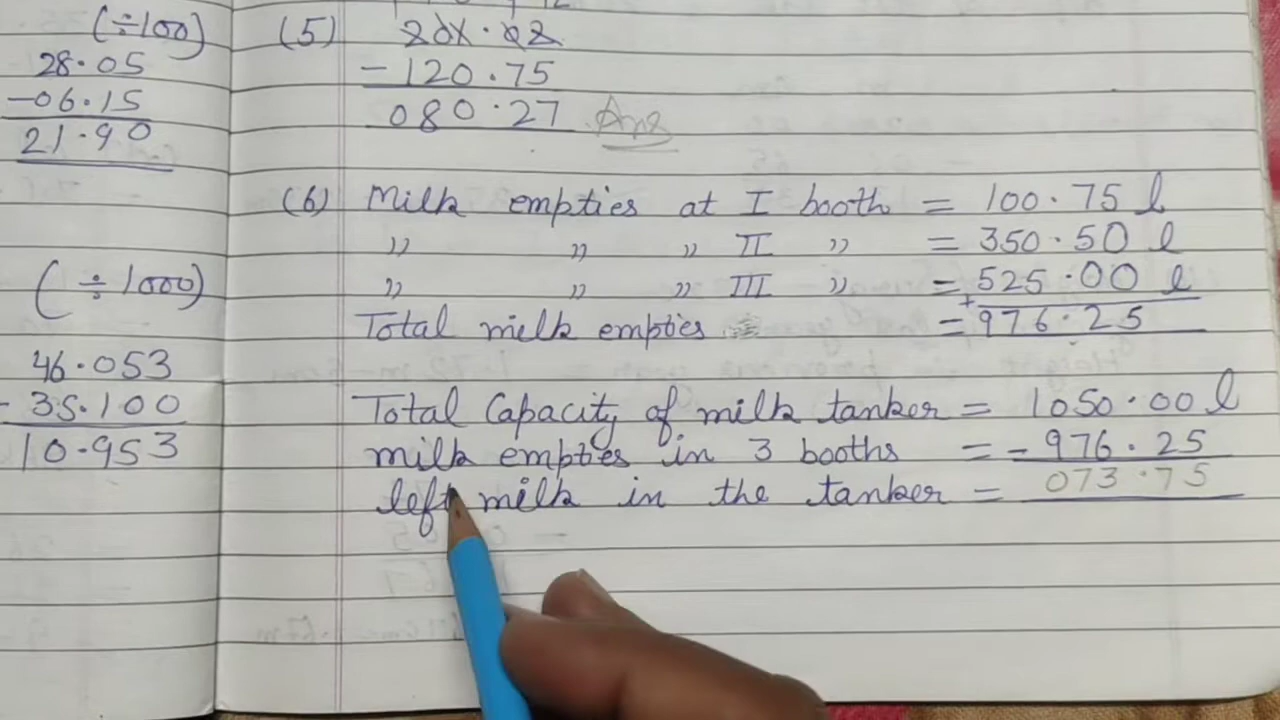 (÷100)
28.05
-06.15
21.90
(÷1000)
46.053
- 35.100
10.953
(5) 201.02
- 120.75
080.27 Ans
(6) Milk empties at I booth = 100.75 l
" " " II " = 350.50 l
" " " III " = 525.00 l
Total milk empties = + 976.25
Total Capacity of milk tanker = 1050.00 l
milk empties in 3 booths = - 976.25
left milk in the tanker = 073.75